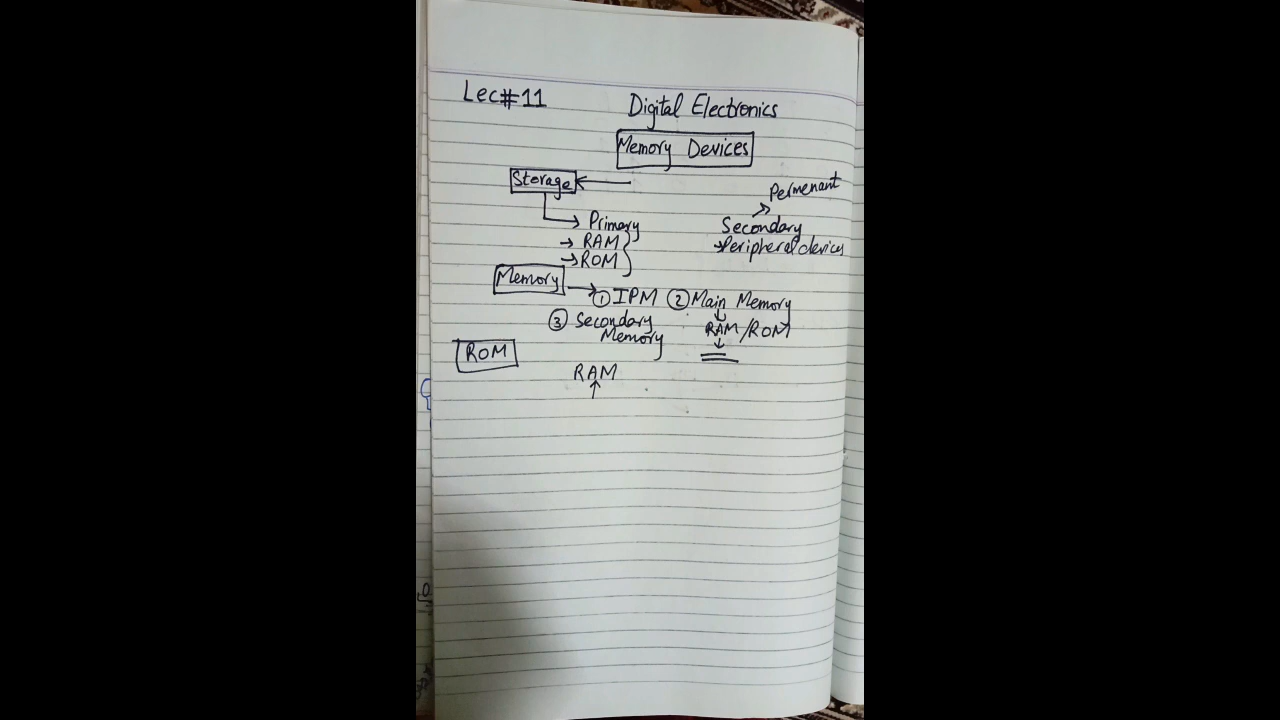 Lec#11
Digital Electronics
Memory Devices
Storage
Permenant
Primary
Secondary
→ RAM
→ Peripheral devices
→ ROM
Memory
① IPM ② Main Memory
③ Secondary
Memory
RAM/ROM
ROM
RAM